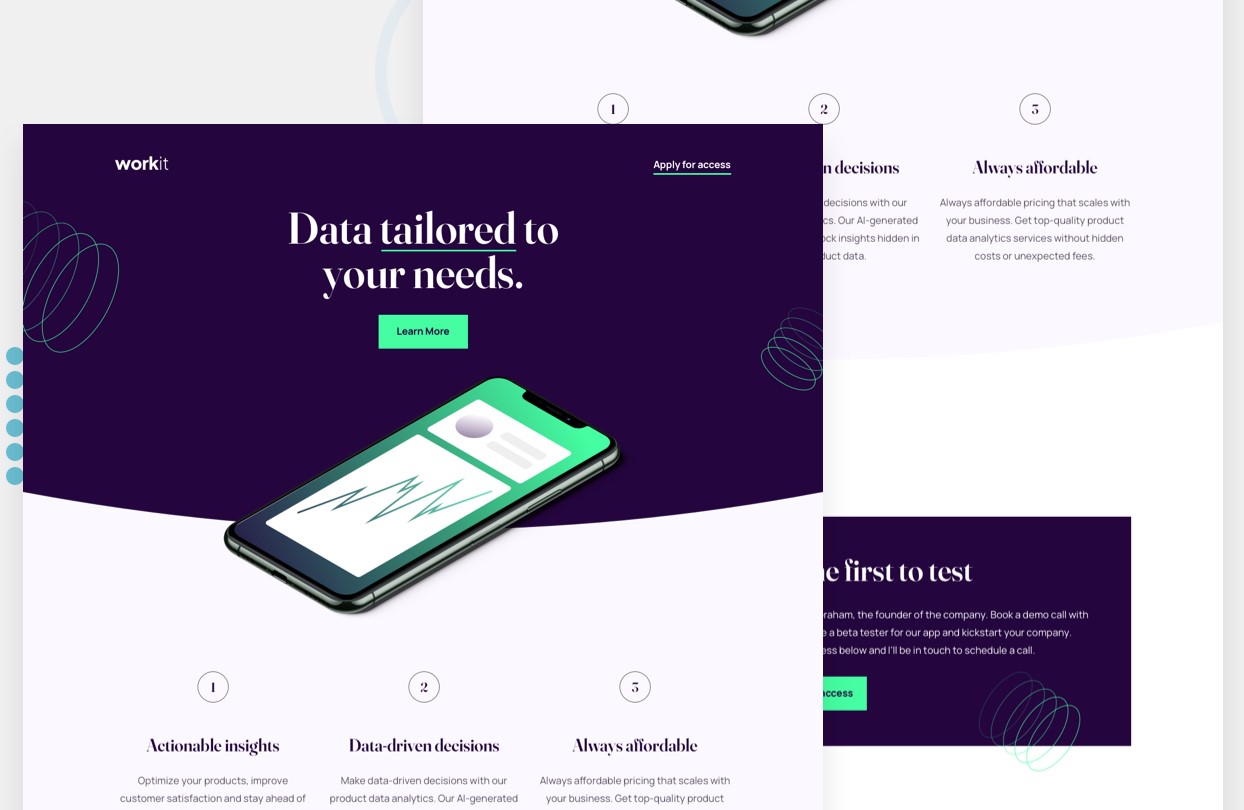 1
2
3
workit
Apply for access
n decisions
Always affordable
Data tailored to
your needs.
Learn More
decisions with our
Our AI-generated
insights hidden in
data.
Always affordable pricing that scales with
your business. Get top-quality product
data analytics services without hidden
costs or unexpected fees.
first to test
the founder of the company. Book a demo call with
a beta tester for our app and kickstart your company.
below and I'll be in touch to schedule a call.
access
1
2
3
Actionable insights
Data-driven decisions
Always affordable
Optimize your products, improve
customer satisfaction and stay ahead of
Make data-driven decisions with our
product data analytics. Our AI-generated
Always affordable pricing that scales with
your business. Get top-quality product